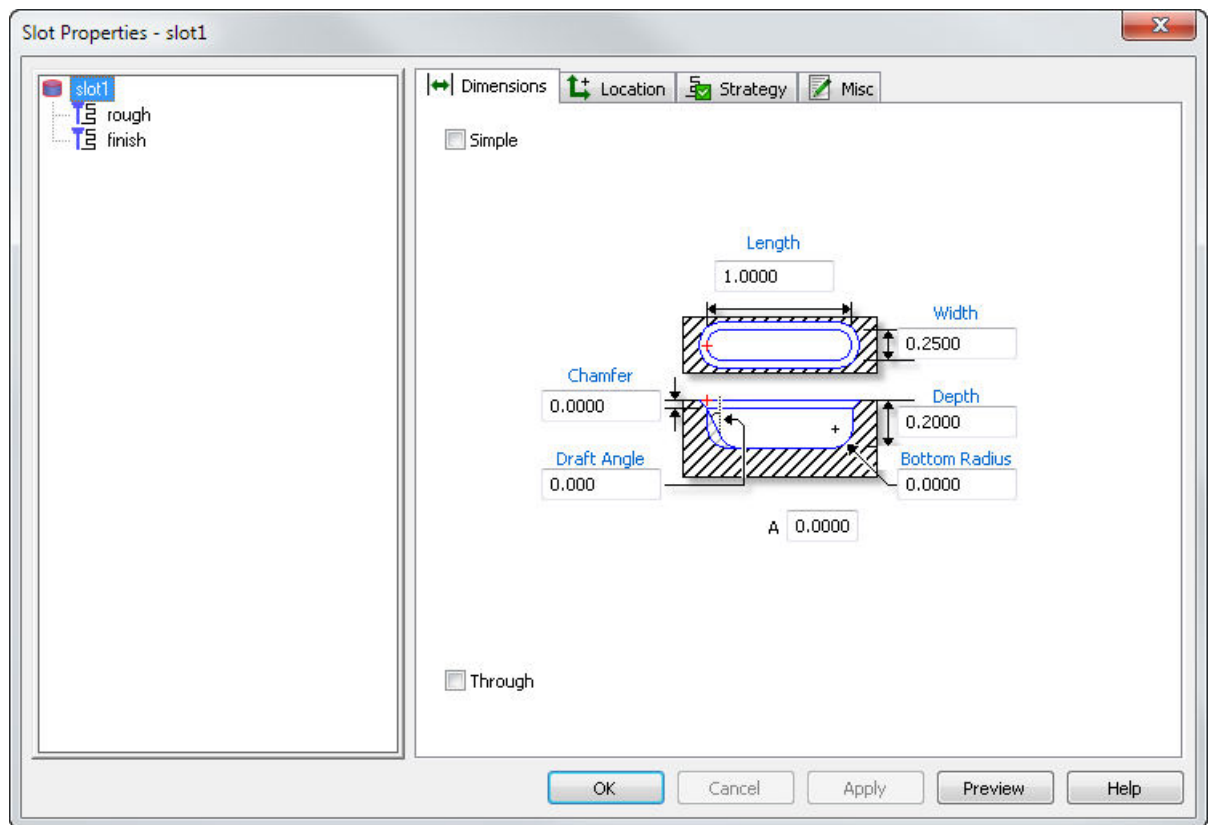 Slot Properties - slot1
slot1
rough
finish
Dimensions Location Strategy Misc
Simple
Length
1.0000
Width
0.2500
Chamfer
0.0000
Depth
0.2000
Draft Angle
0.000
Bottom Radius
0.0000
A 0.0000
Through
OK Cancel Apply Preview Help